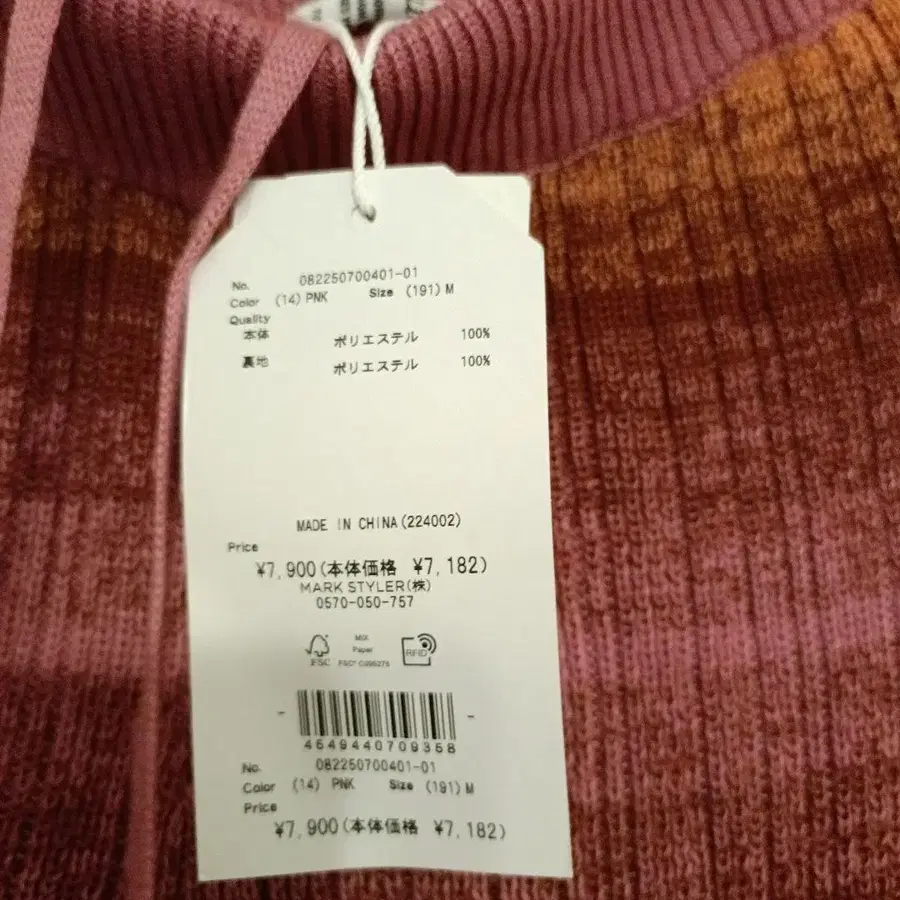 No. 082250700401-01
Color (14) PNK Size (191) M
Quality
本体 ポリエステル 100%
裏地 ポリエステル 100%
MADE IN CHINA (224002)
Price
¥7,900(本体価格 ¥7,182)
MARK STYLER(株)
0570-050-757
FSC
MIX
Paper
FSC® C095275
RFID
4549440709358
No. 082250700401-01
Color (14) PNK Size (191) M
Price
¥7,900(本体価格 ¥7,182)